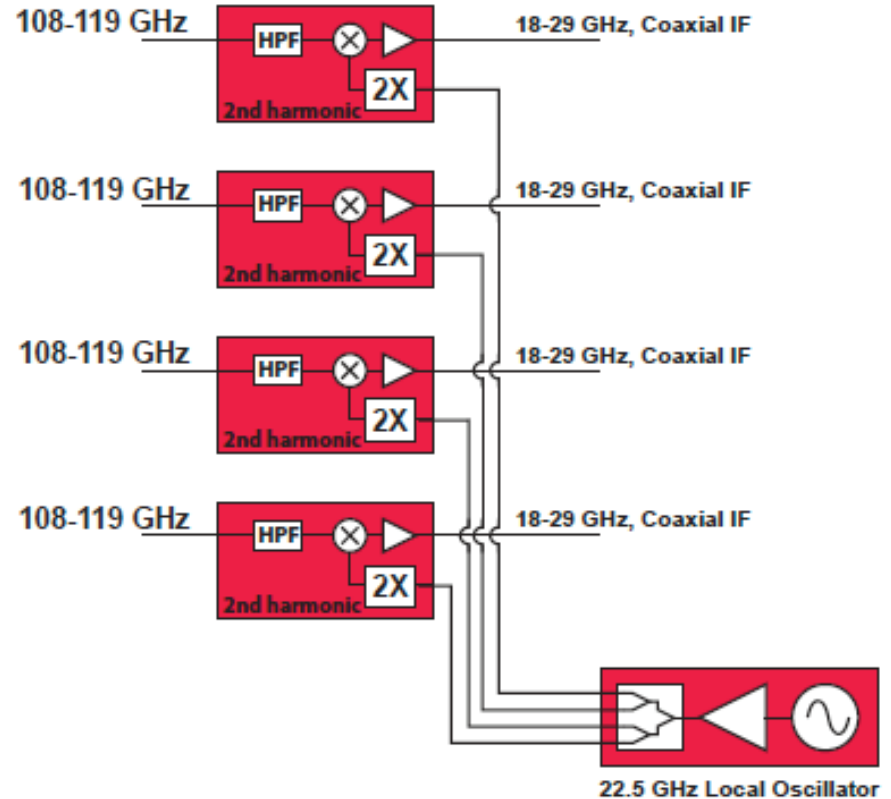 108-119 GHz
18-29 GHz, Coaxial IF
HPF
2X
2nd harmonic
108-119 GHz
18-29 GHz, Coaxial IF
HPF
2X
2nd harmonic
108-119 GHz
18-29 GHz, Coaxial IF
HPF
2X
2nd harmonic
108-119 GHz
18-29 GHz, Coaxial IF
HPF
2X
2nd harmonic
22.5 GHz Local Oscillator